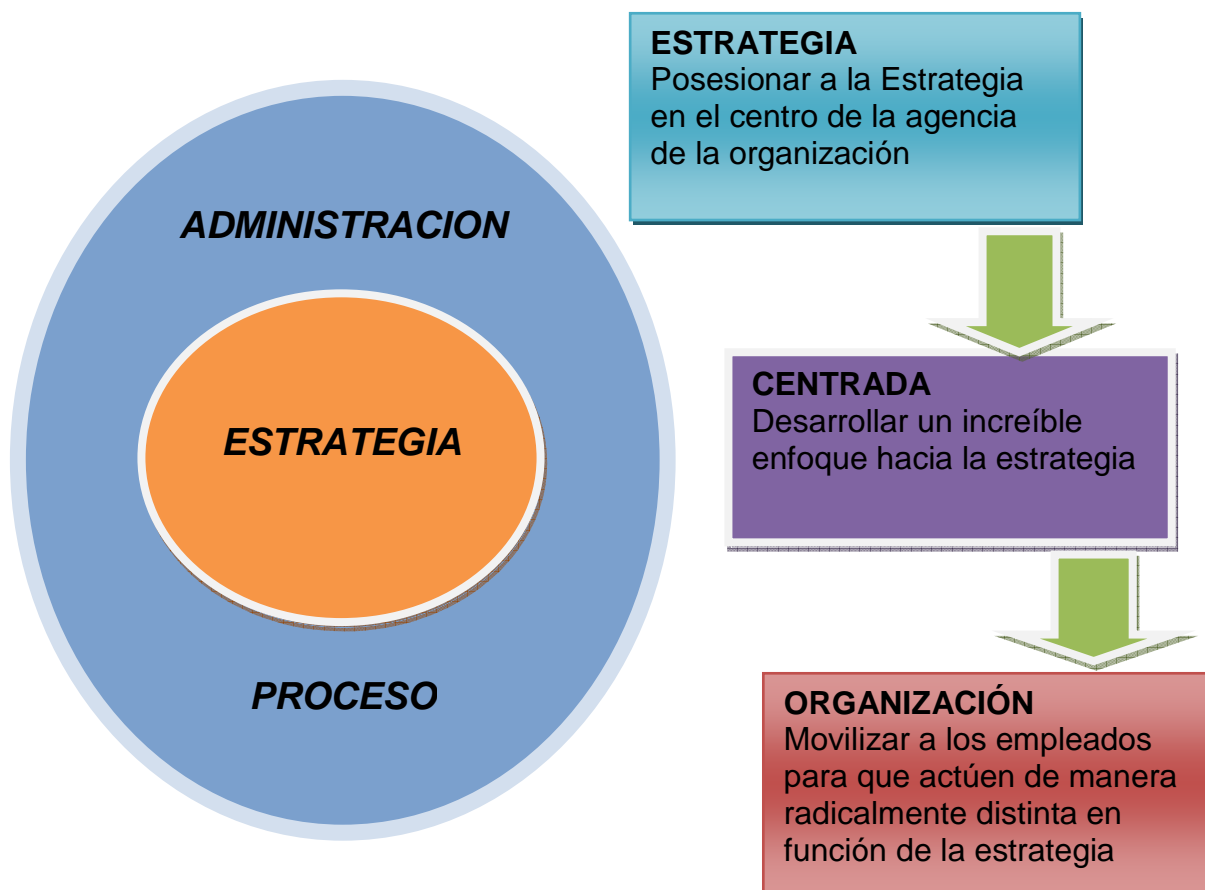 ADMINISTRACION
ESTRATEGIA
PROCESO
ESTRATEGIA
Posesionar a la Estrategia
en el centro de la agencia
de la organización
CENTRADA
Desarrollar un increíble
enfoque hacia la estrategia
ORGANIZACIÓN
Movilizar a los empleados
para que actúen de manera
radicalmente distinta en
función de la estrategia